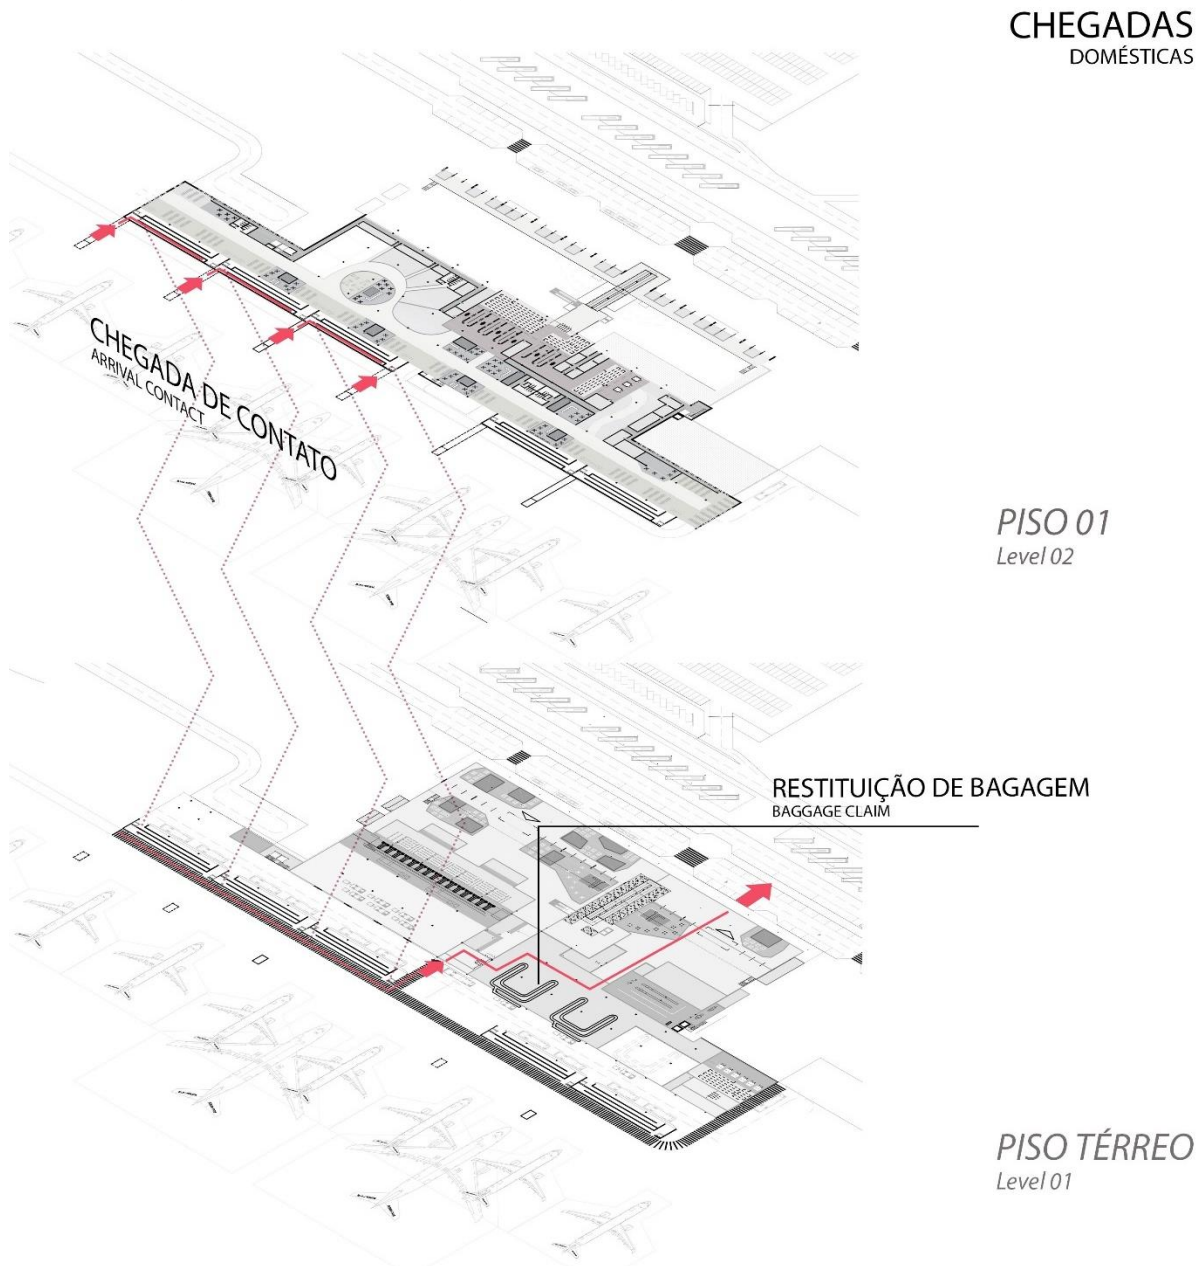 CHEGADAS
DOMÉSTICAS
CHEGADA DE CONTATO
ARRIVAL CONTACT
PISO 01
Level 02
RESTITUIÇÃO DE BAGAGEM
BAGGAGE CLAIM
PISO TÉRREO
Level 01